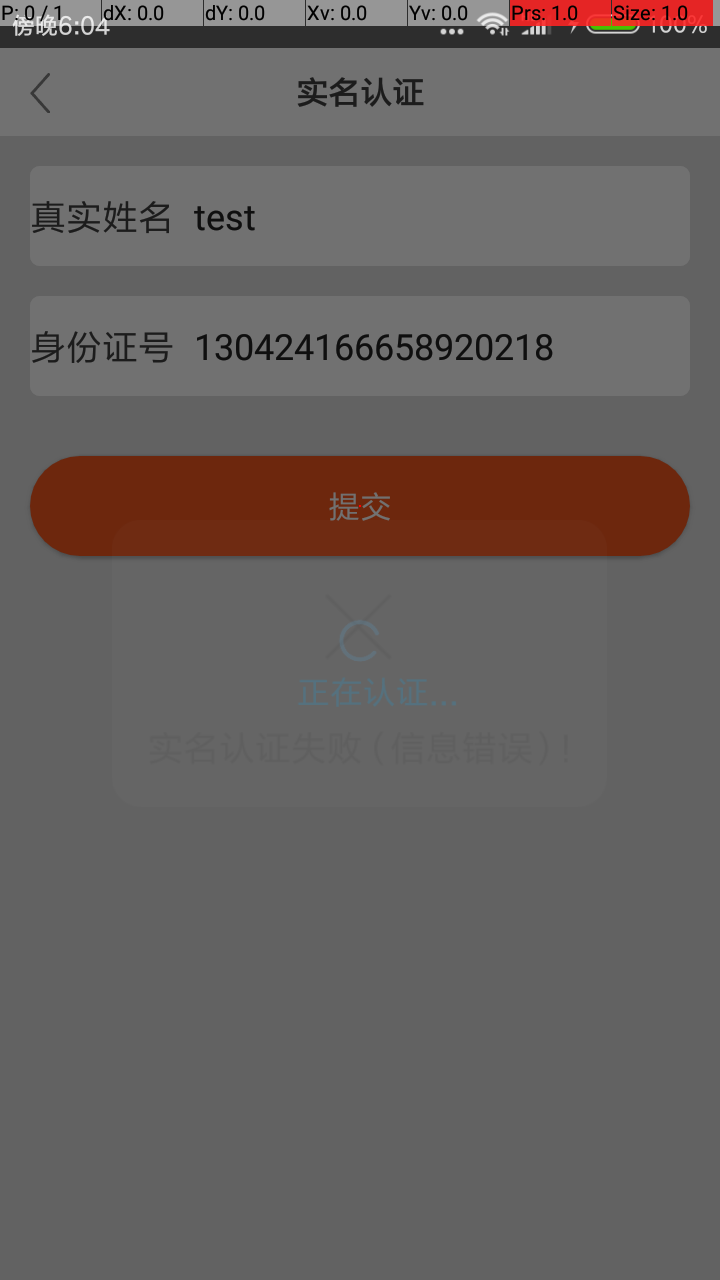 P: 0 / 1 dX: 0.0 dY: 0.0 Xv: 0.0 Yv: 0.0 Prs: 1.0 Size: 1.0
傍晚6:04 100%
实名认证
真实姓名 test
身份证号 130424166658920218
提交
正在认证...
实名认证失败(信息错误)!